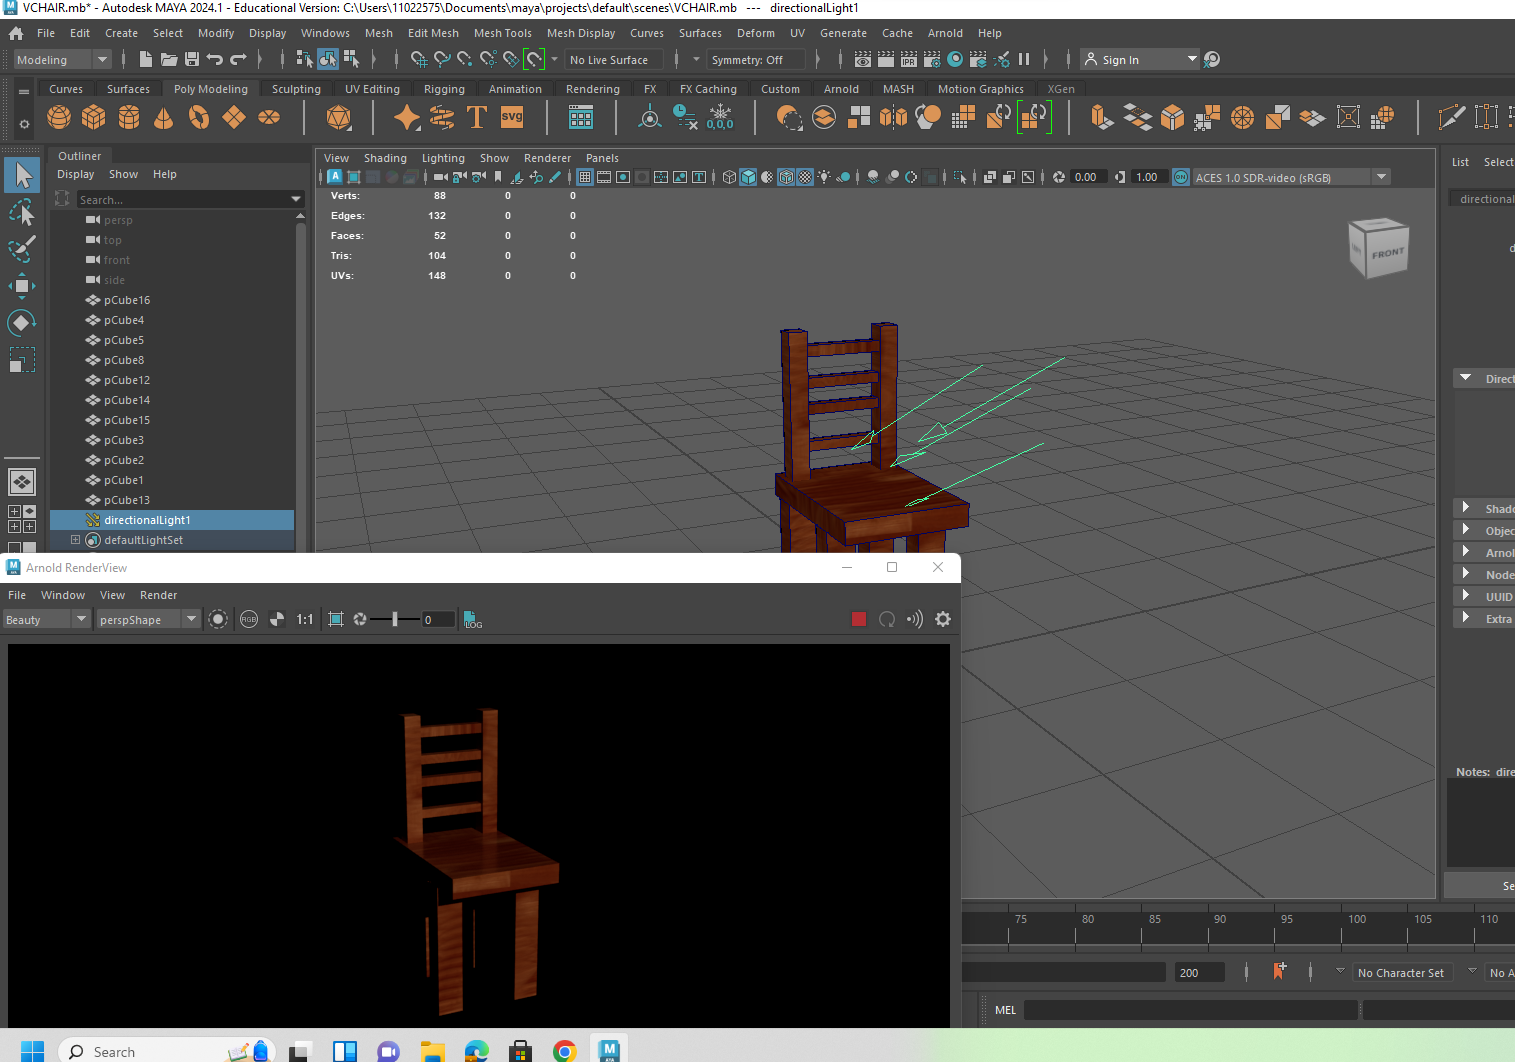 VCHAIR.mb* - Autodesk MAYA 2024.1 - Educational Version: C:\Users\11022575\Documents\maya\projects\default\scenes\VCHAIR.mb --- directionalLight1
File Edit Create Select Modify Display Windows Mesh Edit Mesh Mesh Tools Mesh Display Curves Surfaces Deform UV Generate Cache Arnold Help
Modeling No Live Surface Symmetry: Off IPR Sign In
Curves Surfaces Poly Modeling Sculpting UV Editing Rigging Animation Rendering FX FX Caching Custom Arnold MASH Motion Graphics XGen
T SVG 0,0,0
Outliner
Display Show Help
Search...
persp
top
front
side
pCube16
pCube4
pCube5
pCube8
pCube12
pCube14
pCube15
pCube3
pCube2
pCube1
pCube13
directionalLight1
defaultLightSet
View Shading Lighting Show Renderer Panels
0.00 1.00 ON ACES 1.0 SDR-video (sRGB)
Verts: 88 0 0
Edges: 132 0 0
Faces: 52 0 0
Tris: 104 0 0
UVs: 148 0 0
FRONT
List Select
directional
d
Direct
Shado
Objec
Arnol
Node
UUID
Extra
Notes: dire
Se
Arnold RenderView
File Window View Render
Beauty perspShape RGB 1:1 0 LOG
75 80 85 90 95 100 105 110
200 No Character Set No A
MEL
Search